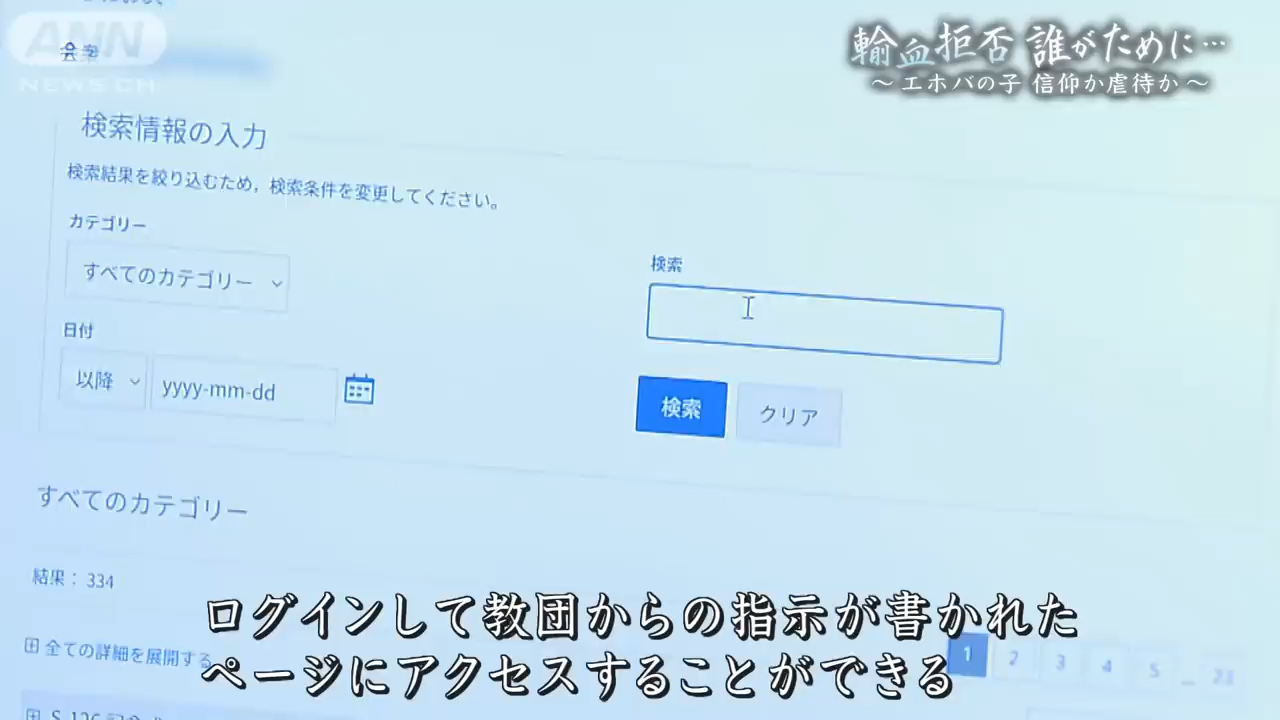 ANN
NEWS CH
会衆
輸血拒否 誰がために…
～エホバの子 信仰か虐待か～
検索情報の入力
検索結果を絞り込むため，検索条件を変更してください。
カテゴリー
すべてのカテゴリー
検索
日付
以降
yyyy-mm-dd
検索
クリア
すべてのカテゴリー
結果： 334
全ての詳細を展開する
1 2 3 4 5 … 23
ログインして教団からの指示が書かれた
ページにアクセスすることができる
S-126